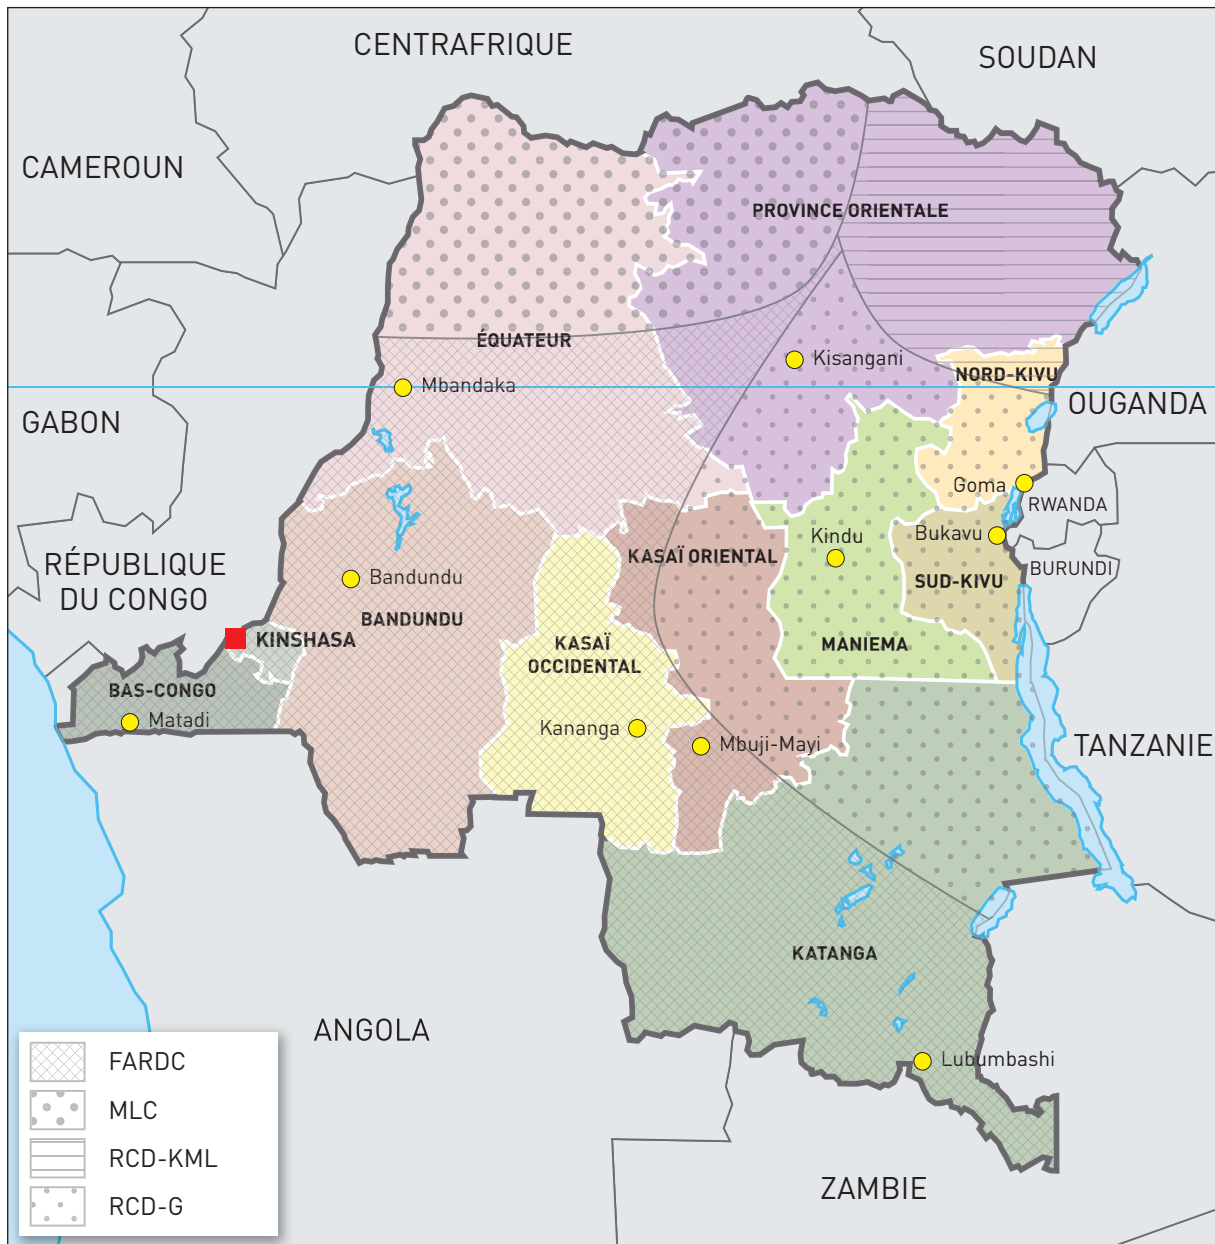 CENTRAFRIQUE
SOUDAN
CAMEROUN
PROVINCE ORIENTALE
ÉQUATEUR
Kisangani
NORD-KIVU
Mbandaka
OUGANDA
GABON
Goma
RWANDA
Kindu
Bukavu
KASAÏ ORIENTAL
RÉPUBLIQUE
DU CONGO
Bandundu
SUD-KIVU
BURUNDI
BANDUNDU
KINSHASA
KASAÏ
OCCIDENTAL
MANIEMA
BAS-CONGO
Matadi
Kananga
Mbuji-Mayi
TANZANIE
KATANGA
ANGOLA
Lubumbashi
ZAMBIE
FARDC
MLC
RCD-KML
RCD-G